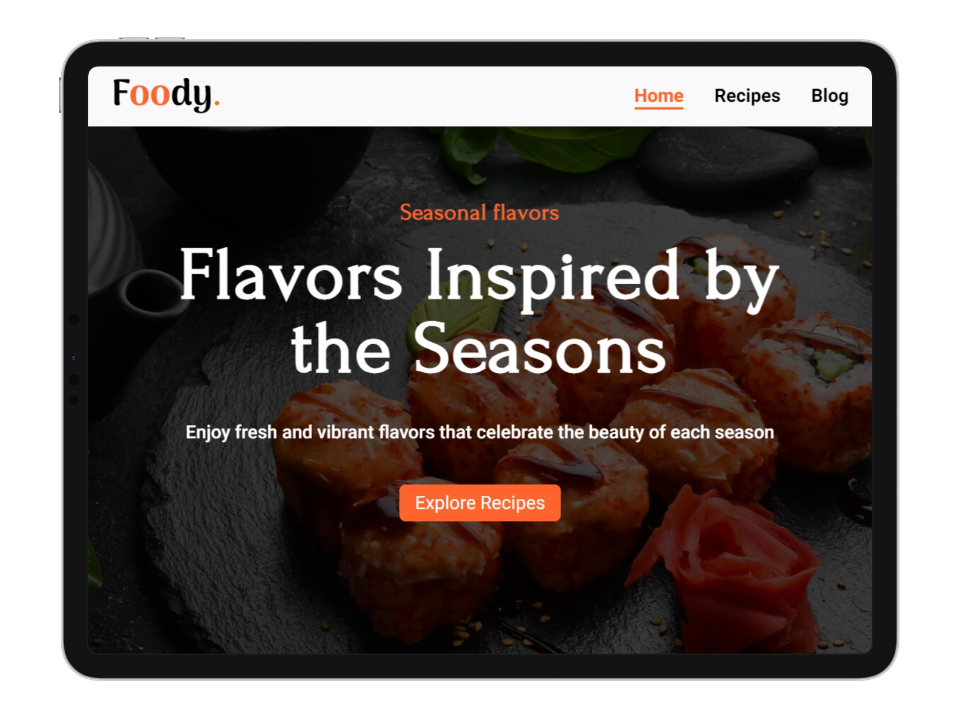 Foody.
Home Recipes Blog
Seasonal flavors
Flavors Inspired by
the Seasons
Enjoy fresh and vibrant flavors that celebrate the beauty of each season
Explore Recipes